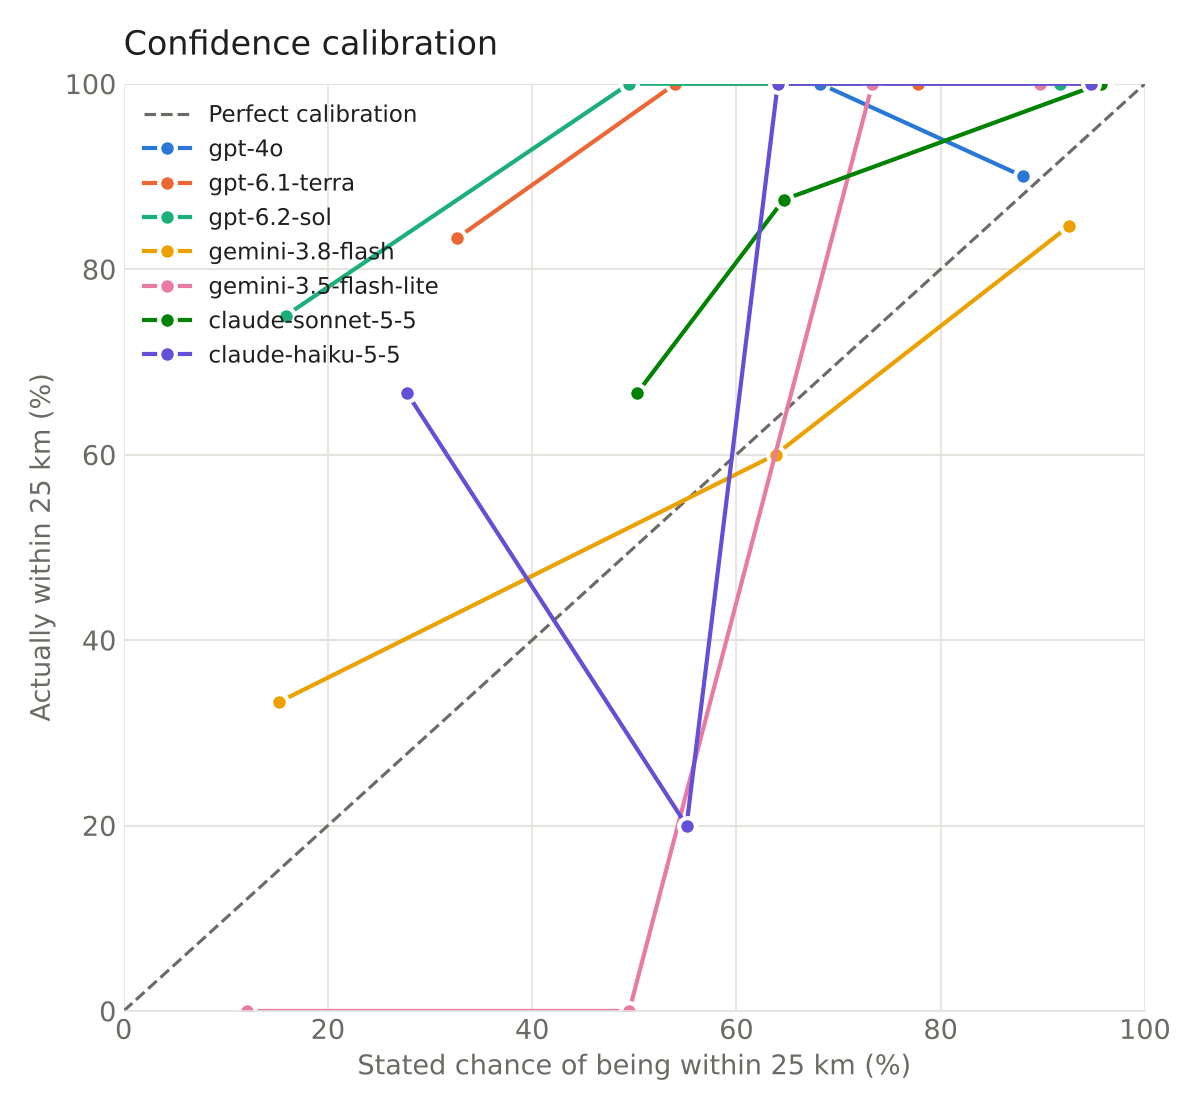 Confidence calibration
100
80
60
40
20
0
Actually within 25 km (%)
Perfect calibration
gpt-4o
gpt-6.1-terra
gpt-6.2-sol
gemini-3.8-flash
gemini-3.5-flash-lite
claude-sonnet-5-5
claude-haiku-5-5
0 20 40 60 80 100
Stated chance of being within 25 km (%)